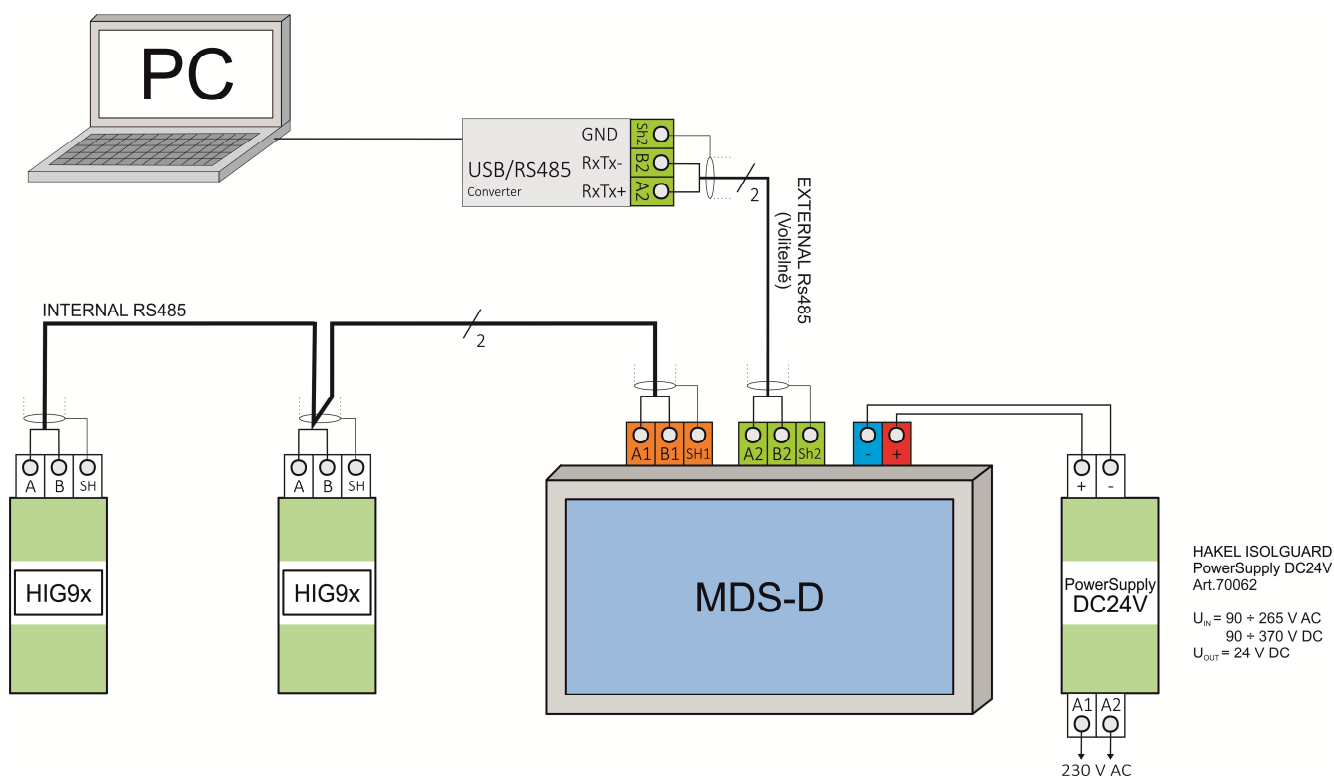 PC
USB/RS485
Converter
GND
RxTx-
RxTx+
Sh2
B2
A2
2
EXTERNAL Rs485
(Volitelně)
INTERNAL RS485
2
A B SH
HIG9x
A B SH
HIG9x
A1 B1 SH1
A2 B2 Sh2
- +
MDS-D
+ -
PowerSupply
DC24V
A1 A2
230 V AC
HAKEL ISOLGUARD
PowerSupply DC24V
Art.70062
UIN = 90 ÷ 265 V AC
90 ÷ 370 V DC
UOUT = 24 V DC